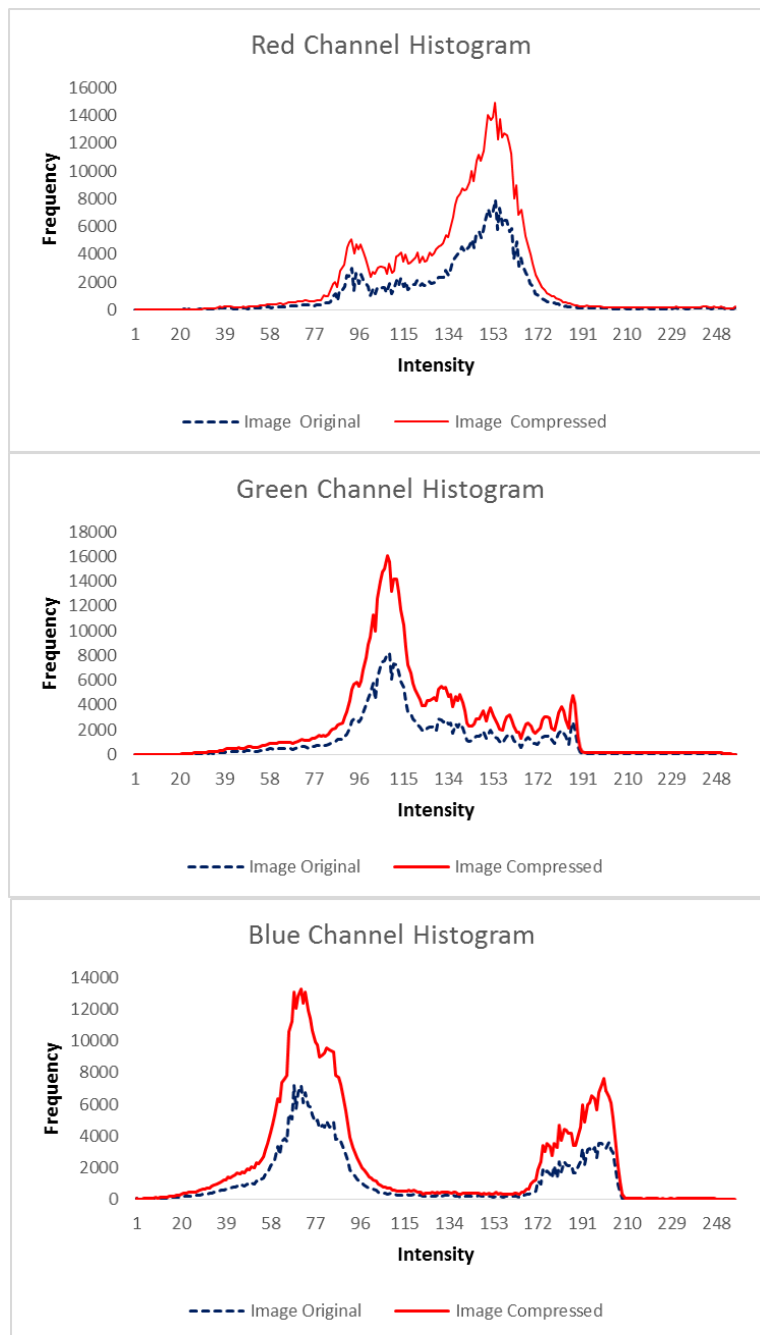 Red Channel Histogram
16000
14000
12000
10000
8000
6000
4000
2000
0
Frequency
1 20 39 58 77 96 115 134 153 172 191 210 229 248
Intensity
Image Original Image Compressed
Green Channel Histogram
18000
16000
14000
12000
10000
8000
6000
4000
2000
0
Frequency
1 20 39 58 77 96 115 134 153 172 191 210 229 248
Intensity
Image Original Image Compressed
Blue Channel Histogram
14000
12000
10000
8000
6000
4000
2000
0
Frequency
1 20 39 58 77 96 115 134 153 172 191 210 229 248
Intensity
Image Original Image Compressed